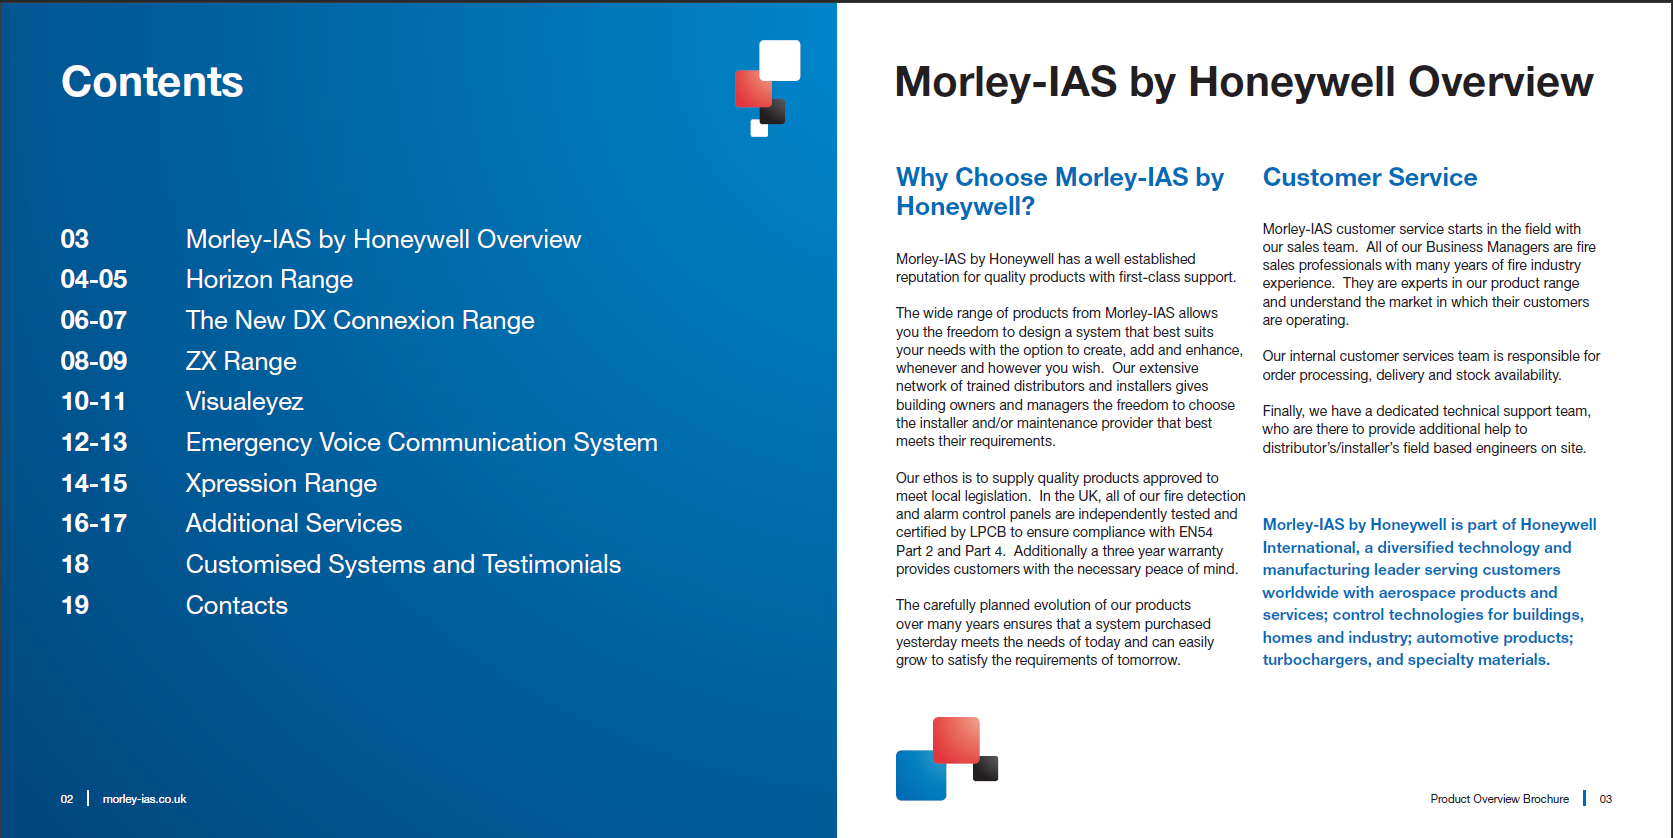 Contents
03 Morley-IAS by Honeywell Overview
04-05 Horizon Range
06-07 The New DX Connexion Range
08-09 ZX Range
10-11 Visualeyez
12-13 Emergency Voice Communication System
14-15 Xpression Range
16-17 Additional Services
18 Customised Systems and Testimonials
19 Contacts
02 morley-ias.co.uk
Morley-IAS by Honeywell Overview
Why Choose Morley-IAS by
Honeywell?
Morley-IAS by Honeywell has a well established
reputation for quality products with first-class support.
The wide range of products from Morley-IAS allows
you the freedom to design a system that best suits
your needs with the option to create, add and enhance,
whenever and however you wish.  Our extensive
network of trained distributors and installers gives
building owners and managers the freedom to choose
the installer and/or maintenance provider that best
meets their requirements.
Our ethos is to supply quality products approved to
meet local legislation.  In the UK, all of our fire detection
and alarm control panels are independently tested and
certified by LPCB to ensure compliance with EN54
Part 2 and Part 4.  Additionally a three year warranty
provides customers with the necessary peace of mind.
The carefully planned evolution of our products
over many years ensures that a system purchased
yesterday meets the needs of today and can easily
grow to satisfy the requirements of tomorrow.
Customer Service
Morley-IAS customer service starts in the field with
our sales team.  All of our Business Managers are fire
sales professionals with many years of fire industry
experience.  They are experts in our product range
and understand the market in which their customers
are operating.
Our internal customer services team is responsible for
order processing, delivery and stock availability.
Finally, we have a dedicated technical support team,
who are there to provide additional help to
distributor's/installer's field based engineers on site.
Morley-IAS by Honeywell is part of Honeywell
International, a diversified technology and
manufacturing leader serving customers
worldwide with aerospace products and
services; control technologies for buildings,
homes and industry; automotive products;
turbochargers, and specialty materials.
Product Overview Brochure 03